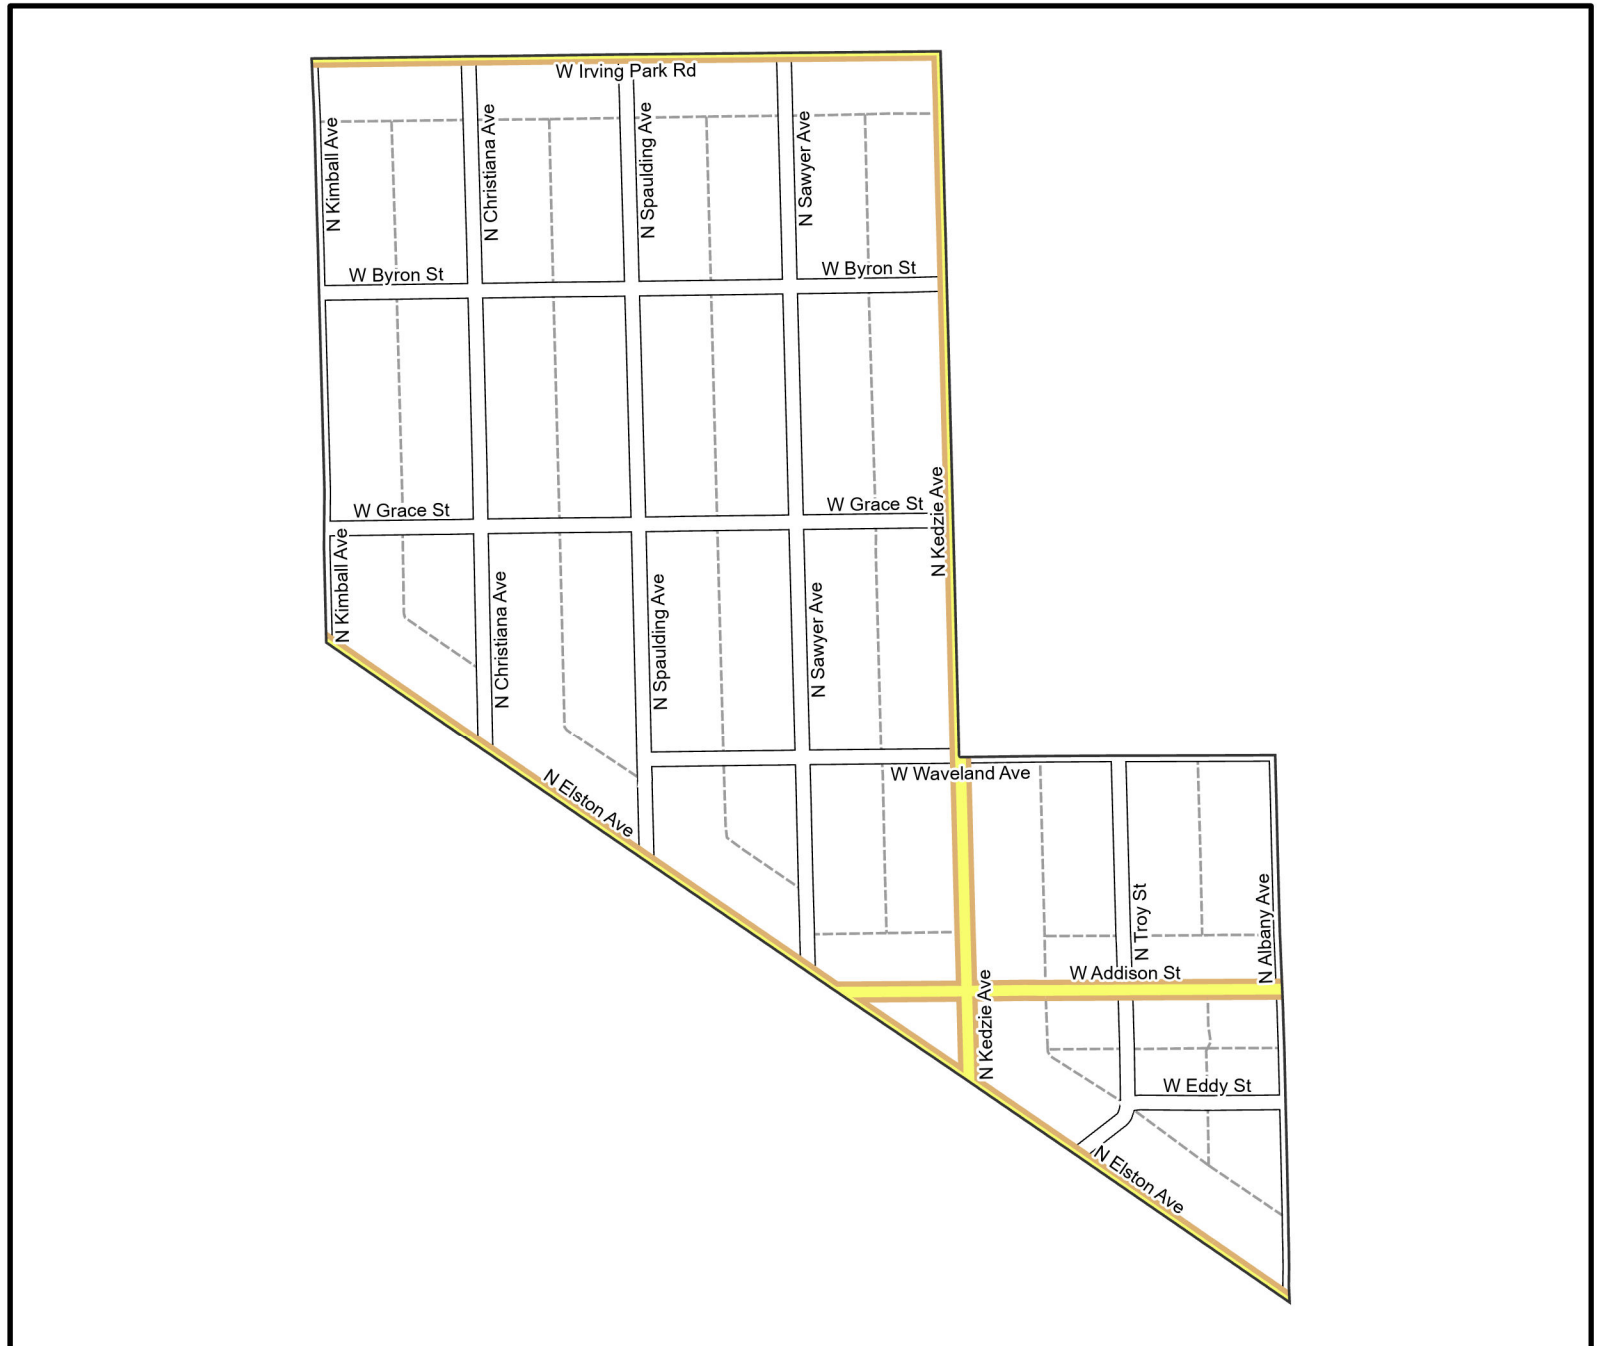 W Irving Park Rd
N Kimball Ave
N Christiana Ave
N Spaulding Ave
N Sawyer Ave
W Byron St
W Byron St
W Grace St
W Grace St
N Kedzie Ave
N Kimball Ave
N Christiana Ave
N Spaulding Ave
N Sawyer Ave
W Waveland Ave
N Elston Ave
N Troy St
N Albany Ave
W Addison St
N Kedzie Ave
W Eddy St
N Elston Ave